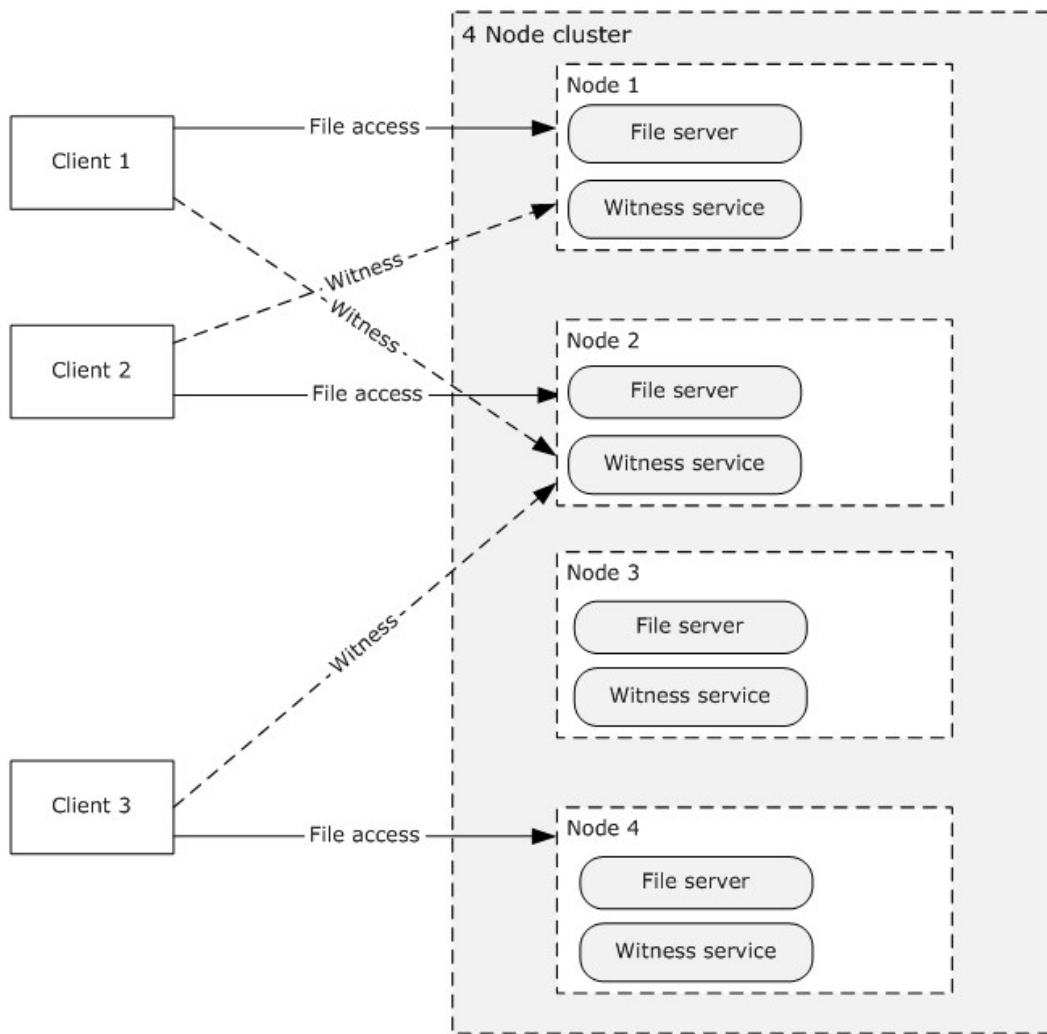 4 Node cluster
Node 1
File access
File server
Client 1
Witness service
Witness
Witness
Node 2
Client 2
File access
File server
Witness service
Node 3
File server
Witness
Witness service
Client 3
File access
Node 4
File server
Witness service